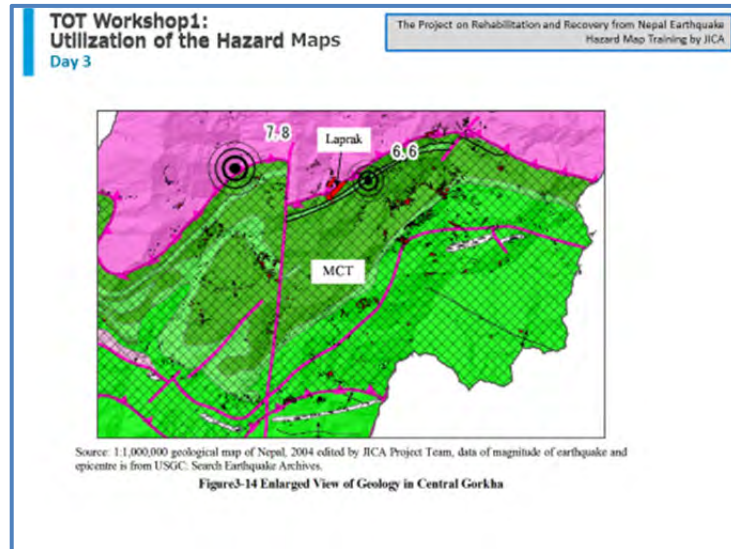 TOT Workshop1:
Utilization of the Hazard Maps
Day 3
The Project on Rehabilitation and Recovery from Nepal Earthquake
Hazard Map Training by JICA
7.8
Laprak
6.6
MCT
Source: 1:1,000,000 geological map of Nepal, 2004 edited by JICA Project Team, data of magnitude of earthquake and
epicentre is from USGC: Search Earthquake Archives.
Figure3-14 Enlarged View of Geology in Central Gorkha